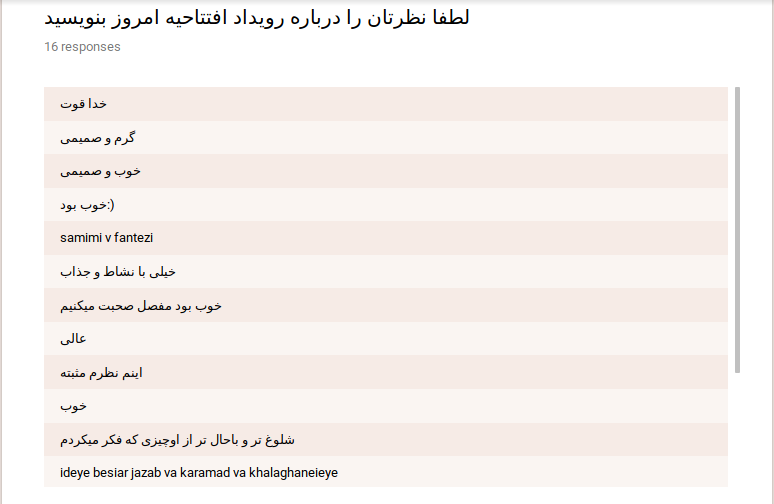 لطفا نظرتان را درباره رویداد افتتاحیه امروز بنویسید
16 responses
خدا قوت
گرم و صمیمی
خوب و صمیمی
خوب بود:)
samimi v fantezi
خیلی با نشاط و جذاب
خوب بود مفصل صحبت میکنیم
عالی
اینم نظرم مثبته
خوب
شلوغ تر و باحال تر از اوچیزی که فکر میکردم
ideye besiar jazab va karamad va khalaghaneieye